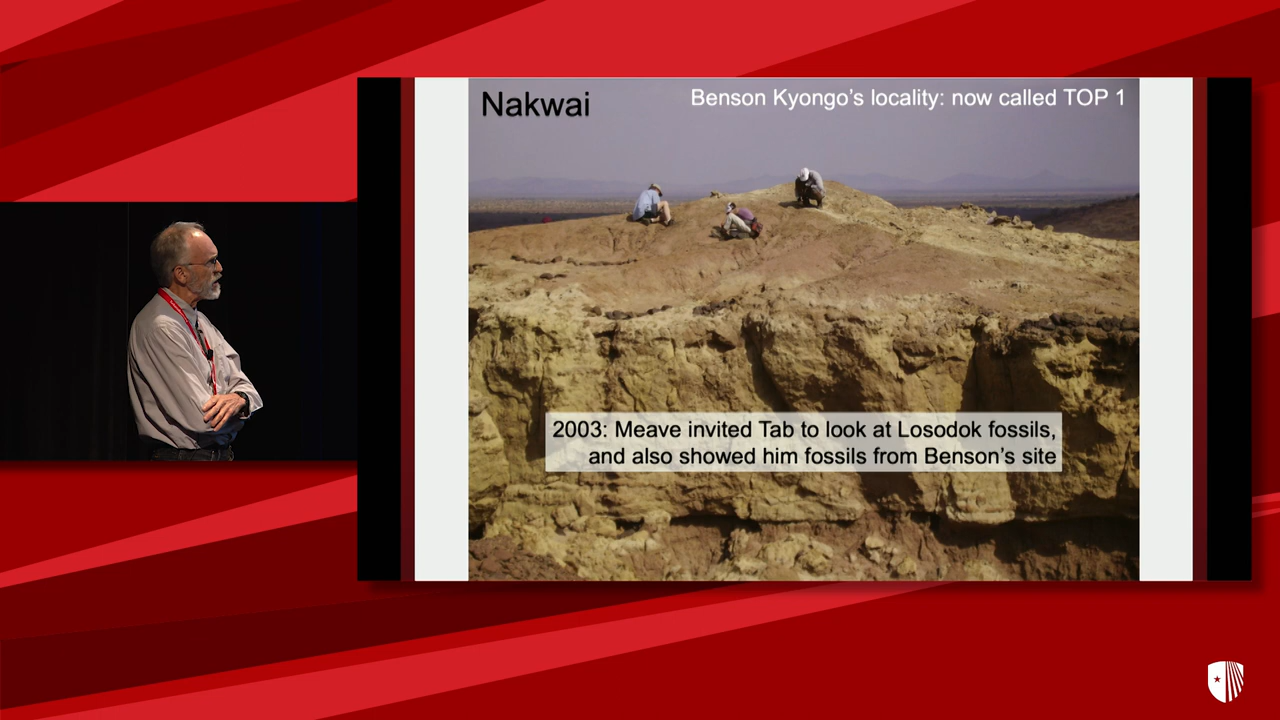 Nakwai
Benson Kyongo's locality: now called TOP 1
2003: Meave invited Tab to look at Losodok fossils,
and also showed him fossils from Benson's site